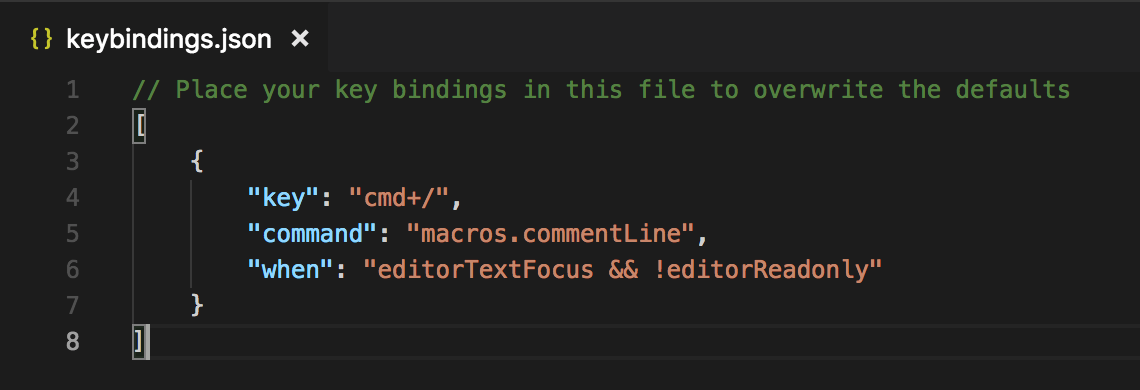 {} keybindings.json ×
1 // Place your key bindings in this file to overwrite the defaults
2 [
3 {
4 "key": "cmd+/",
5 "command": "macros.commentLine",
6 "when": "editorTextFocus && !editorReadonly"
7 }
8 ]